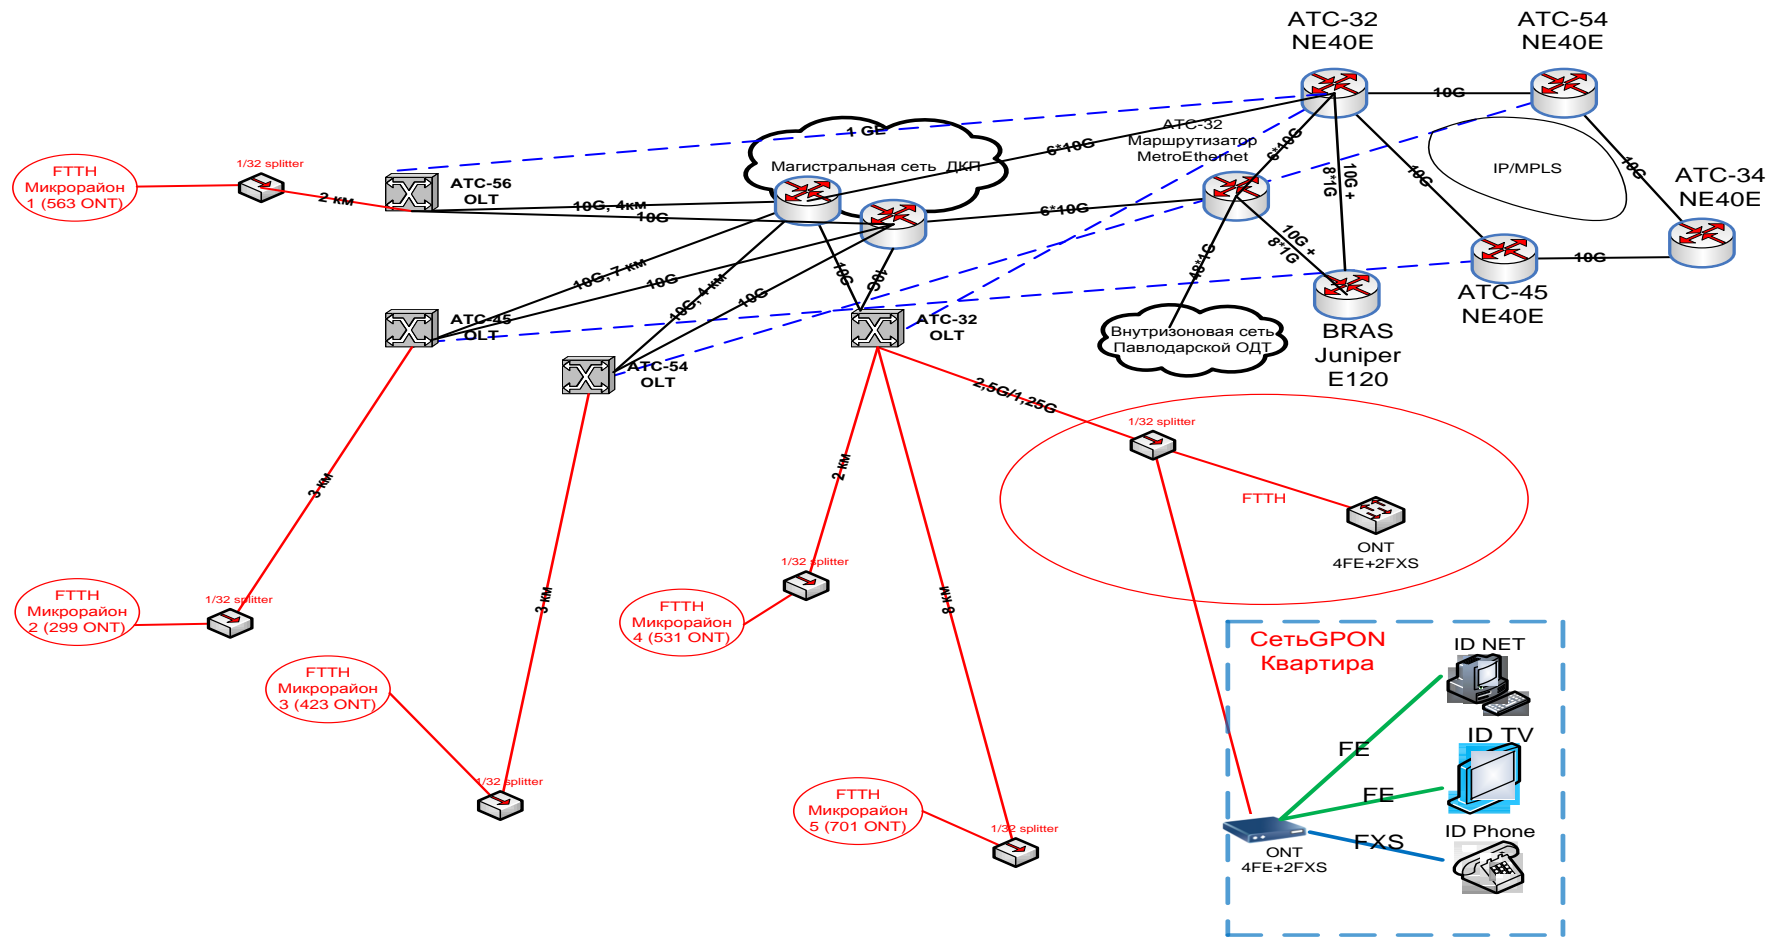 АТС-32
NE40E
АТС-54
NE40E
10G
1 GE
АТС-32
Маршрутизатор
MetroEthernet
6*10G
6*10G
10G +
8*1G
10G
10G
IP/MPLS
АТС-34
NE40E
1/32 splitter
FTTH
Микрорайон
1 (563 ONT)
2 км
АТС-56
OLT
Магистральная сеть ДКП
10G, 4км
10G
6*10G
10G +
8*1G
48*1G
10G
АТС-45
NE40E
10G, 7 км
10G
10G, 4 км
10G
10G
10G
АТС-45
OLT
АТС-32
OLT
Внутризоновая сеть
Павлодарской ОДТ
BRAS
Juniper
E120
АТС-54
OLT
2,5G/1,25G
1/32 splitter
3 км
2 км
FTTH
ONT
4FE+2FXS
1/32 splitter
FTTH
Микрорайон
2 (299 ONT)
1/32 splitter
3 км
FTTH
Микрорайон
4 (531 ONT)
8 км
СетьGPON
Квартира
ID NET
FTTH
Микрорайон
3 (423 ONT)
1/32 splitter
FE
ID TV
FE
FTTH
Микрорайон
5 (701 ONT)
1/32 splitter
ID Phone
FXS
ONT
4FE+2FXS